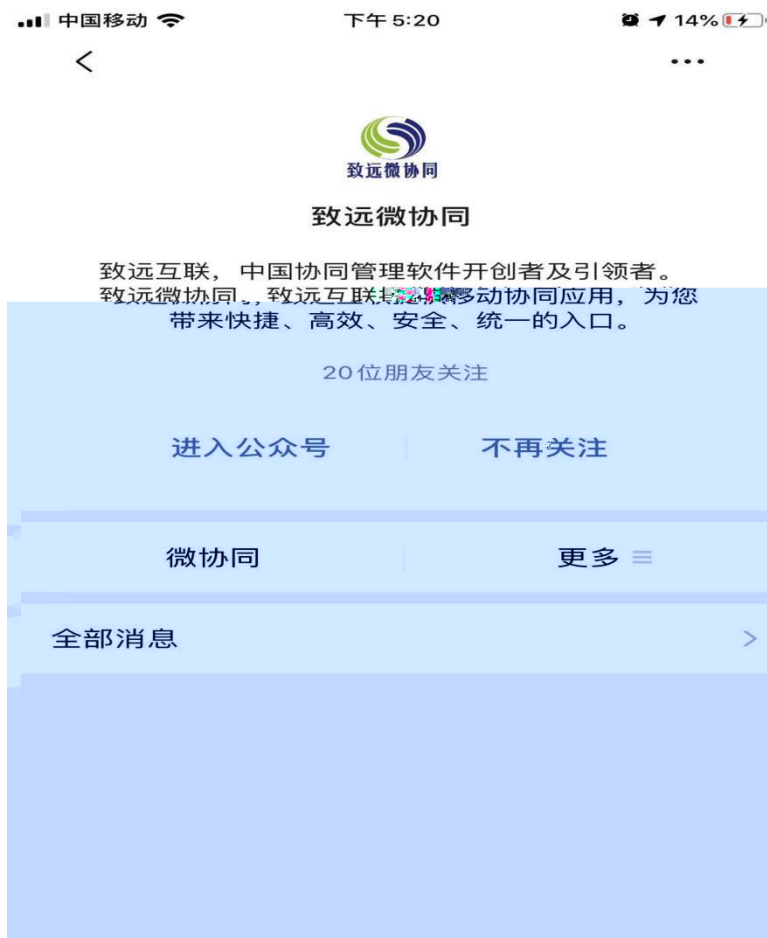 中国移动 下午 5:20 14%
致远微协同
致远微协同
致远互联，中国协同管理软件开创者及引领者。
致远微协同，致远互联移动协同应用，为您
带来快捷、高效、安全、统一的入口。
20位朋友关注
进入公众号 不再关注
微协同 更多
全部消息